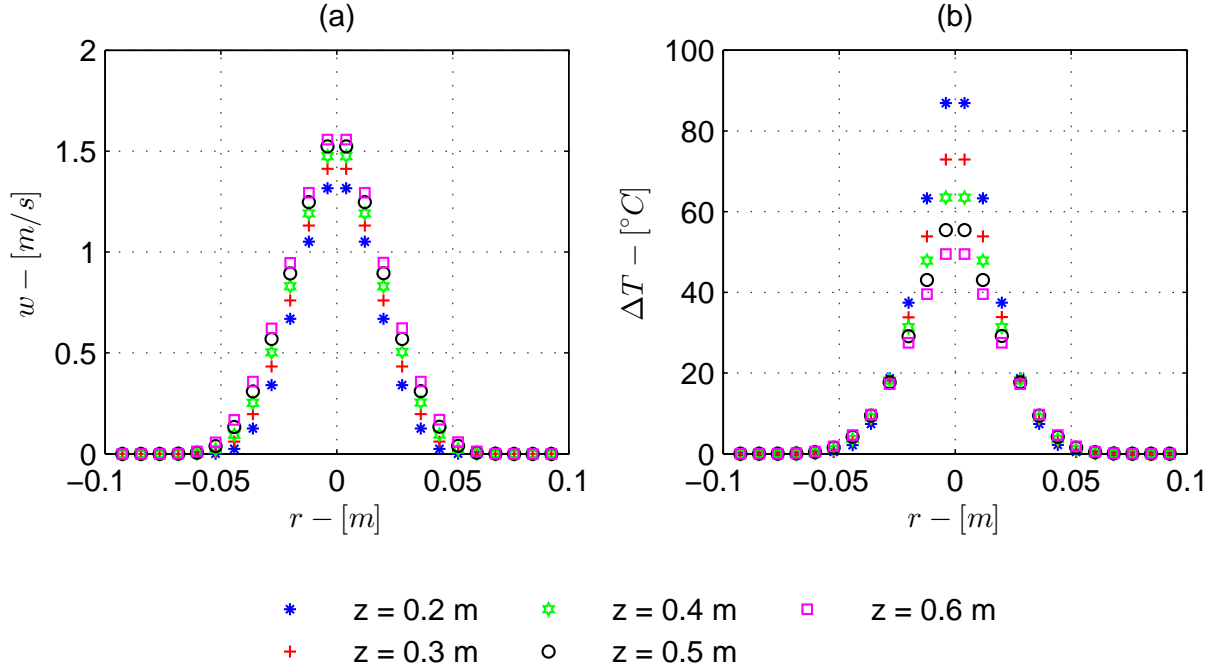 (a)
2
1.5
1
0.5
0
−0.1 −0.05 0 0.05 0.1
w − [m/s]
r − [m]
(b)
100
80
60
40
20
0
−0.1 −0.05 0 0.05 0.1
ΔT − [°C]
r − [m]
z = 0.2 m z = 0.4 m z = 0.6 m
z = 0.3 m z = 0.5 m